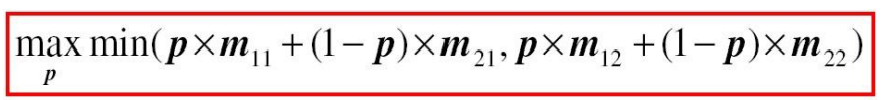 max min(p×m₁₁+(1−p)×m₂₁, p×m₁₂+(1−p)×m₂₂)
p